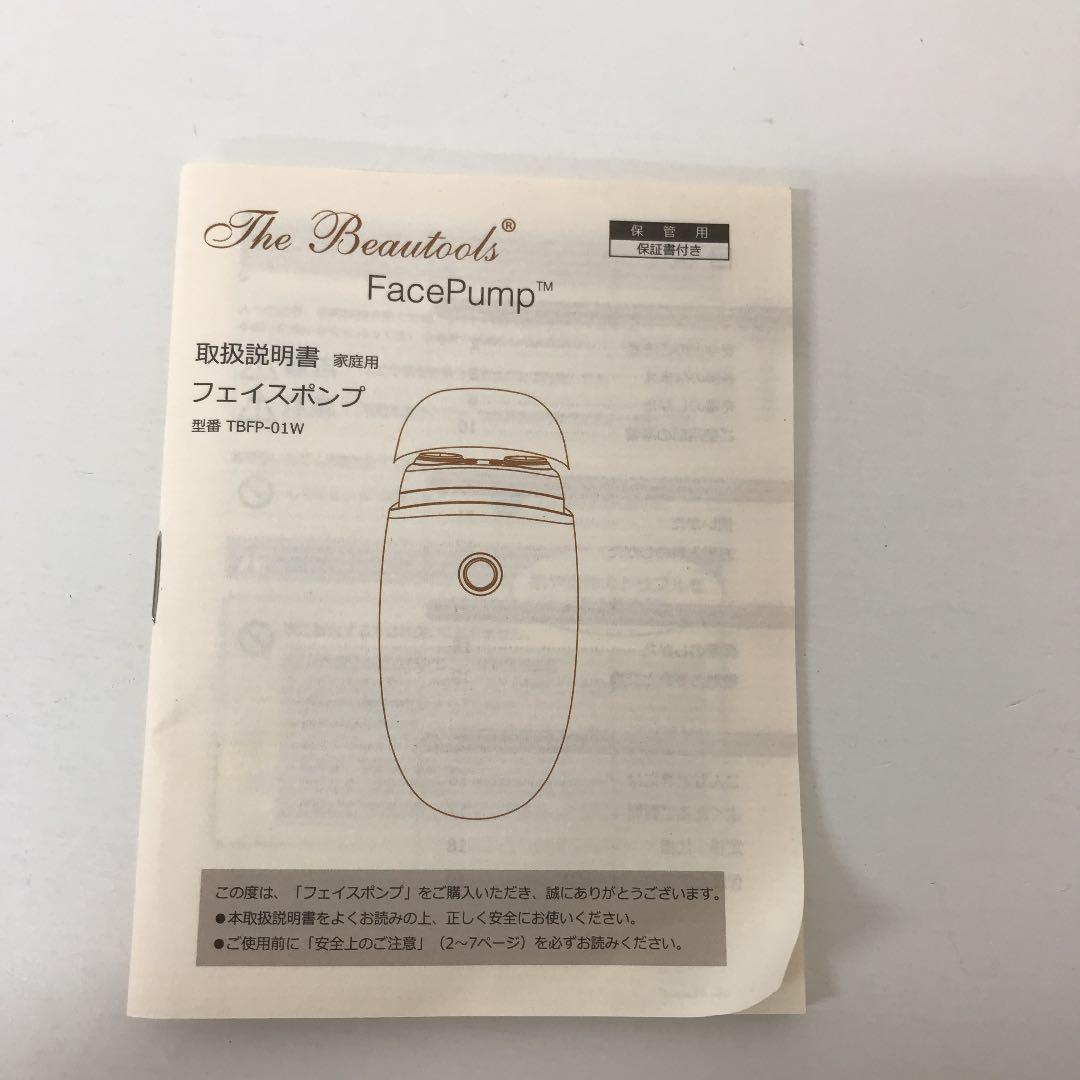 The Beautools®
保管用
保証書付き
FacePump™
取扱説明書 家庭用
フェイスポンプ
型番 TBFP-01W
この度は、「フェイスポンプ」をご購入いただき、誠にありがとうございます。
●本取扱説明書をよくお読みの上、正しく安全にお使いください。
●ご使用前に「安全上のご注意」（2～7ページ）を必ずお読みください。